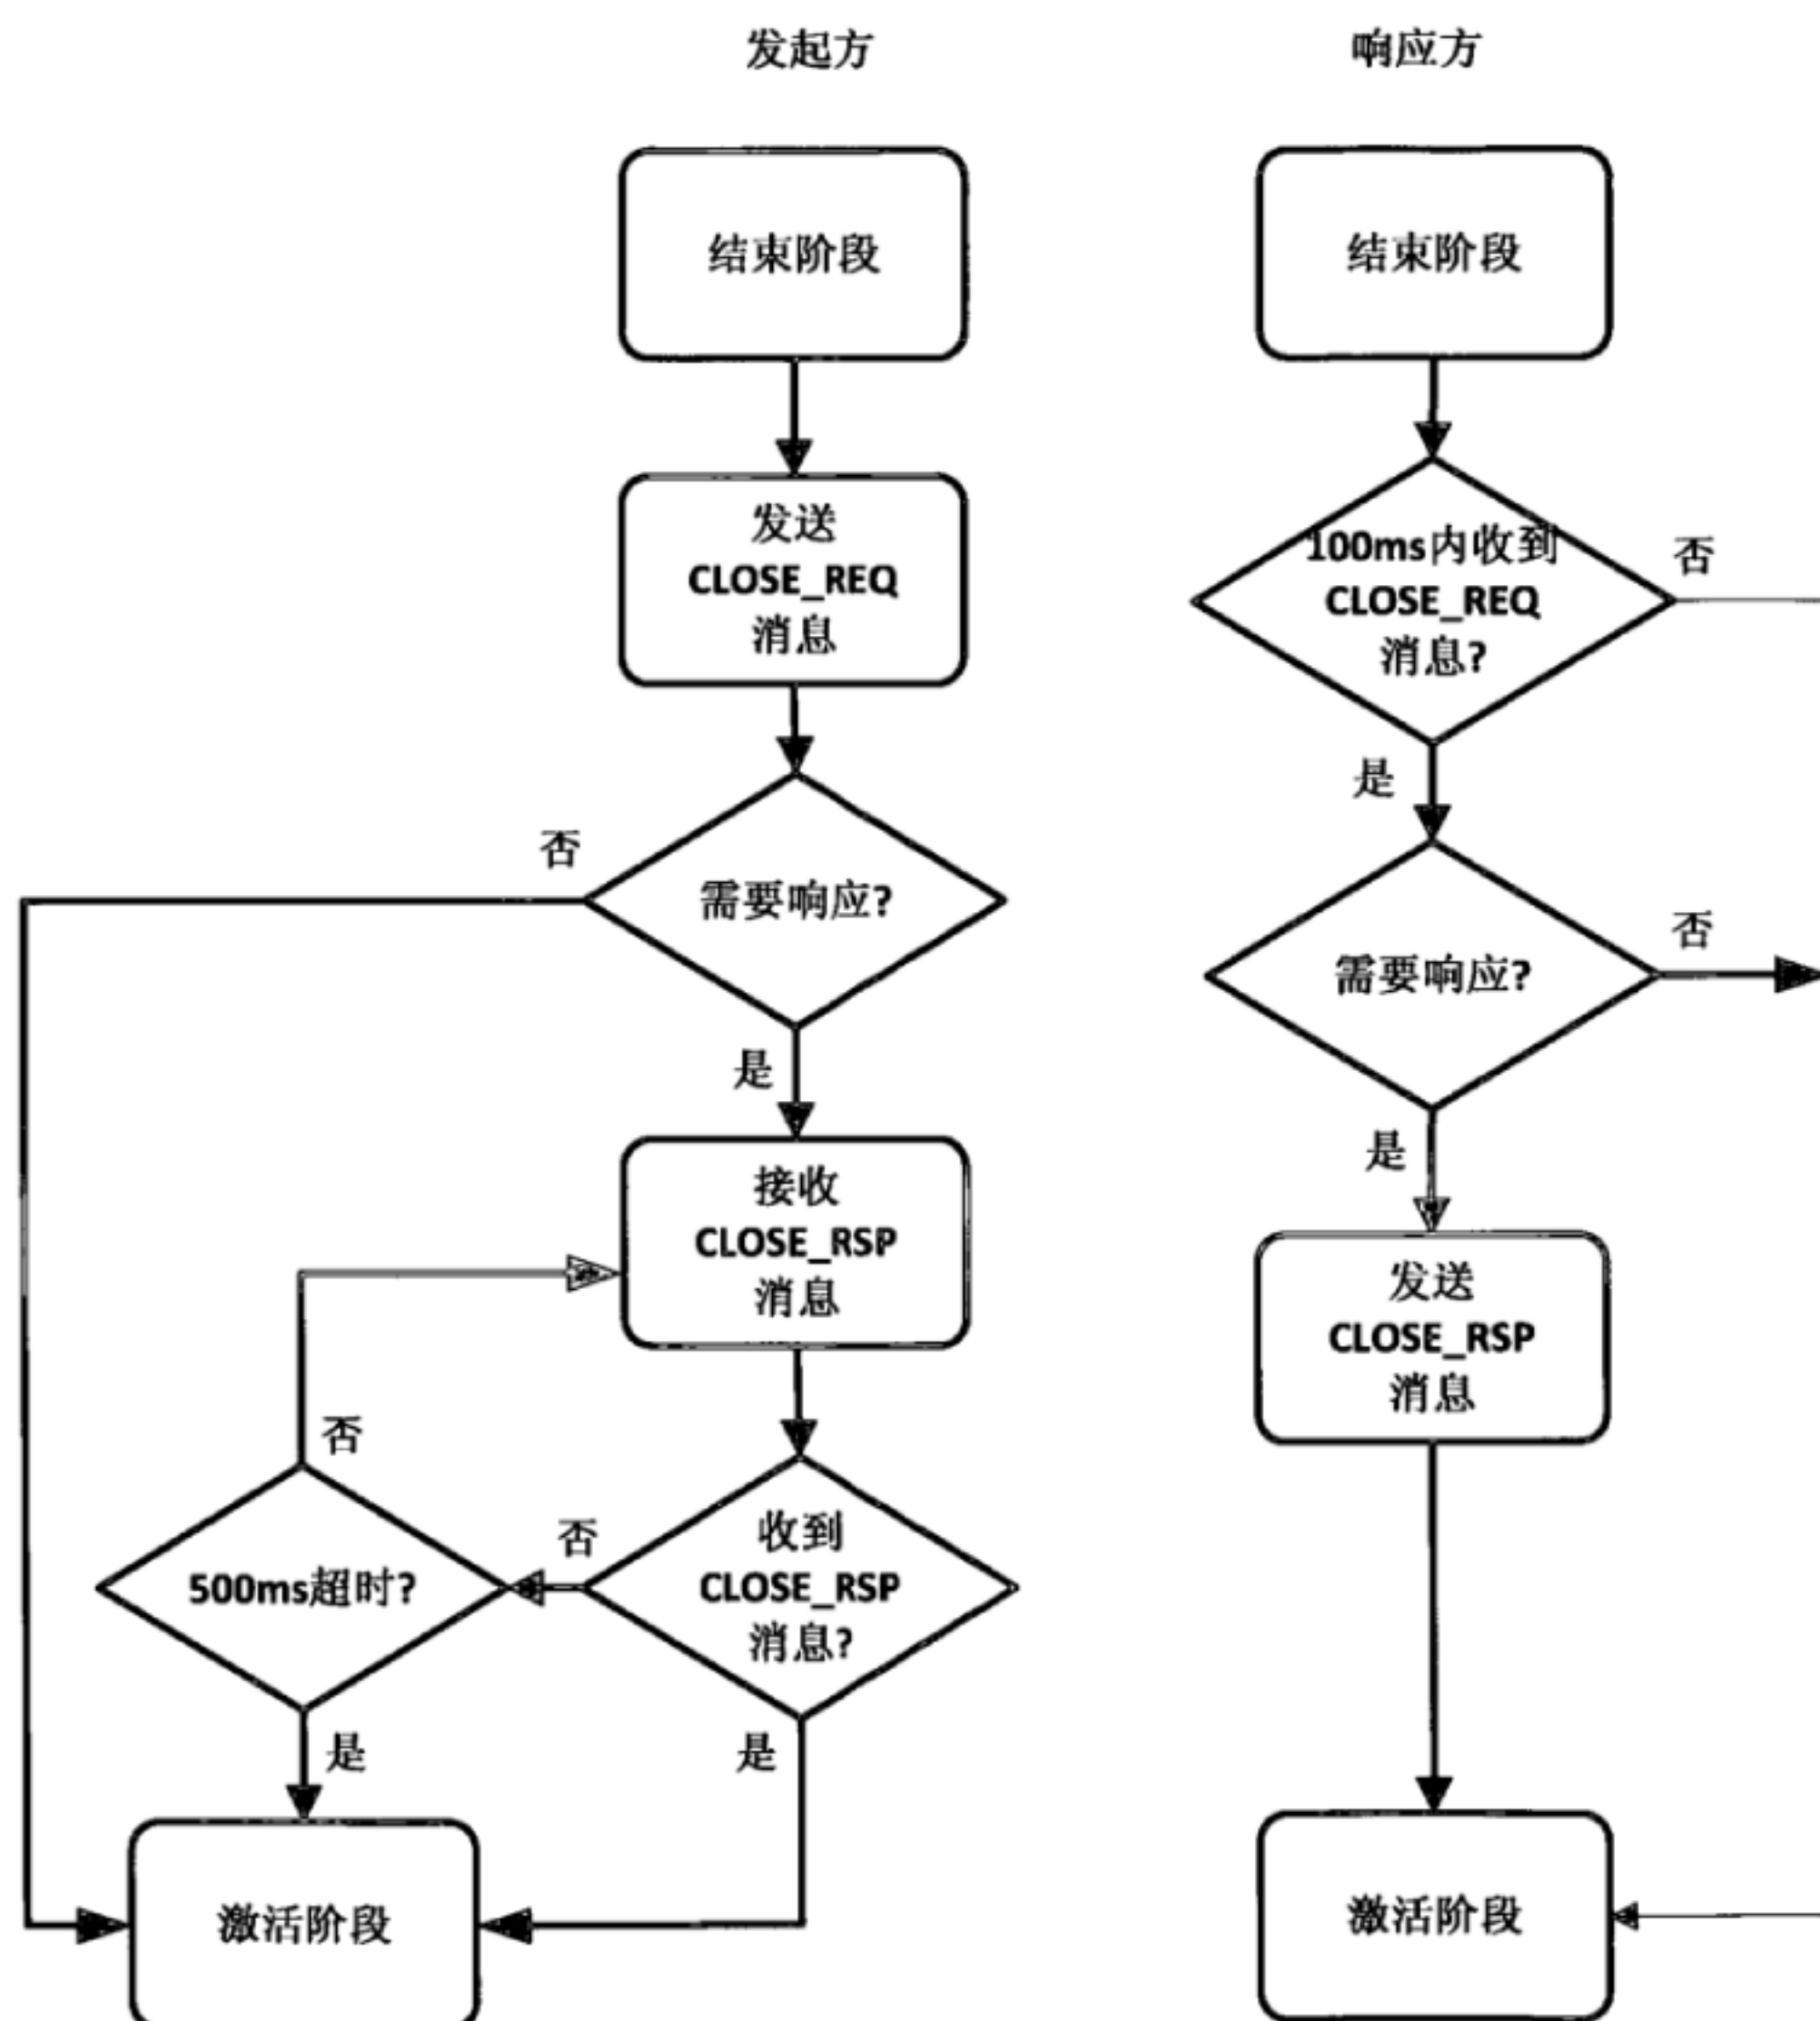 发起方
结束阶段
发送
CLOSE_REQ
消息
否
需要响应?
是
接收
CLOSE_RSP
消息
否
500ms超时?
否
收到
CLOSE_RSP
消息?
是
是
激活阶段
响应方
结束阶段
100ms内收到
CLOSE_REQ
消息?
否
是
需要响应?
否
是
发送
CLOSE_RSP
消息
激活阶段